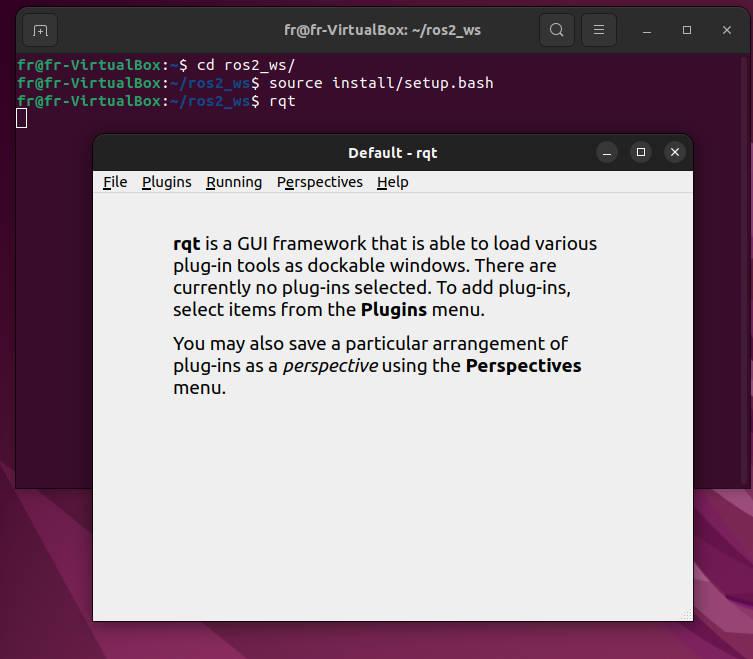 fr@fr-VirtualBox: ~/ros2_ws
fr@fr-VirtualBox:~$ cd ros2_ws/
fr@fr-VirtualBox:~/ros2_ws$ source install/setup.bash
fr@fr-VirtualBox:~/ros2_ws$ rqt
Default - rqt
File Plugins Running Perspectives Help
rqt is a GUI framework that is able to load various
plug-in tools as dockable windows. There are
currently no plug-ins selected. To add plug-ins,
select items from the Plugins menu.
You may also save a particular arrangement of
plug-ins as a perspective using the Perspectives
menu.